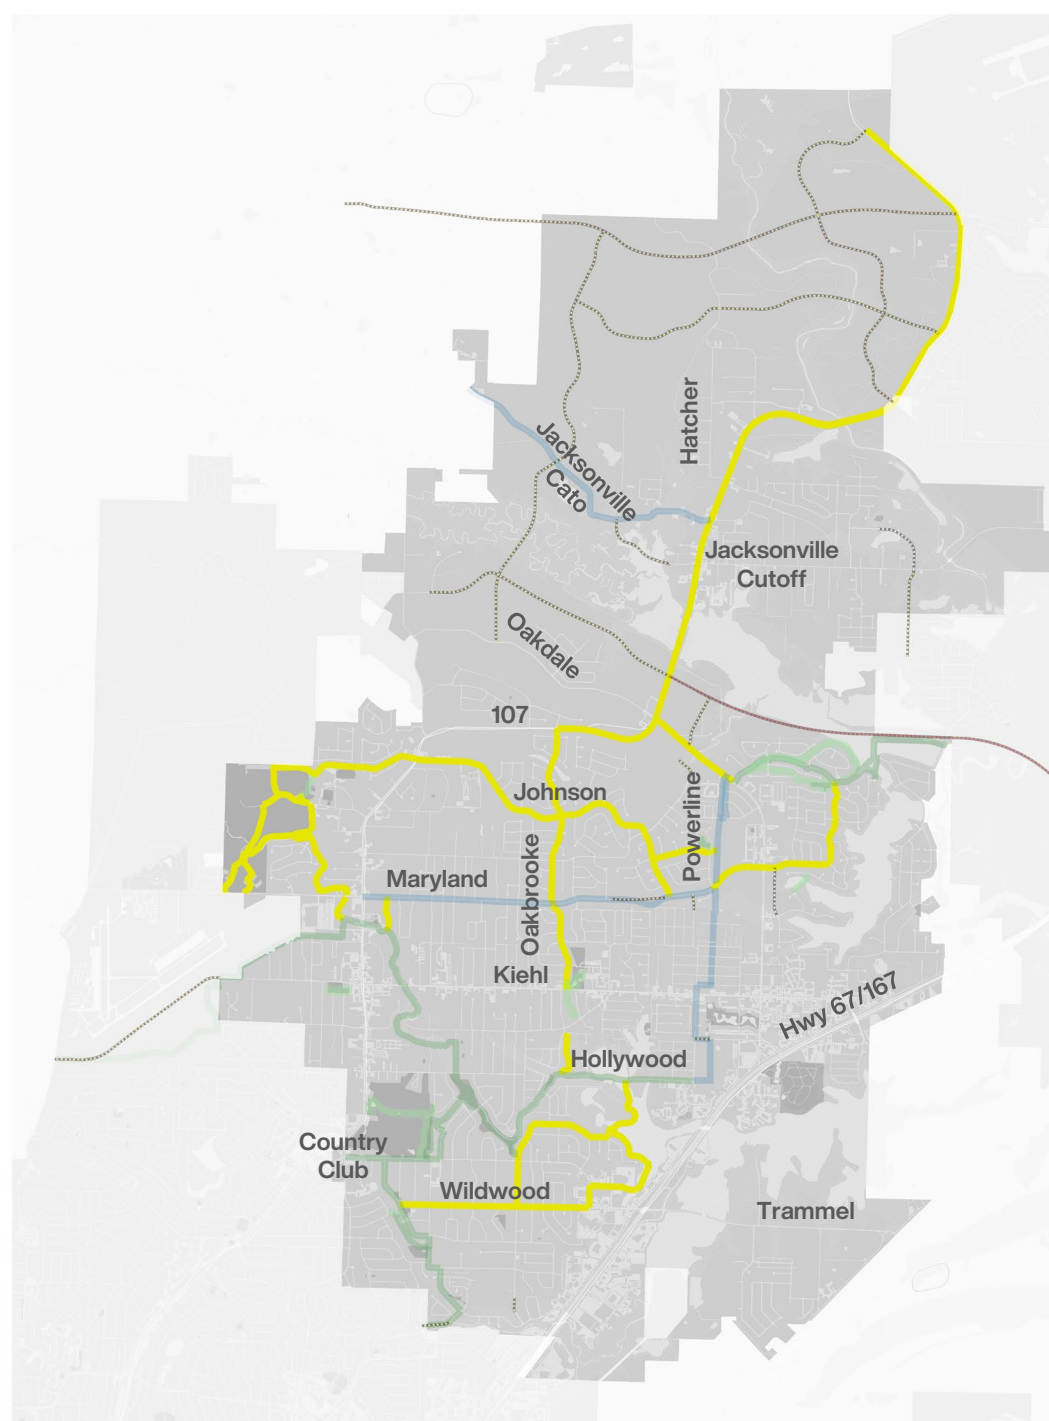 Hatcher
Jacksonville
Cato
Jacksonville
Cutoff
Oakdale
107
Johnson
Powerline
Maryland
Oakbrooke
Kiehl
Hwy 67/167
Hollywood
Country
Club
Wildwood
Trammel